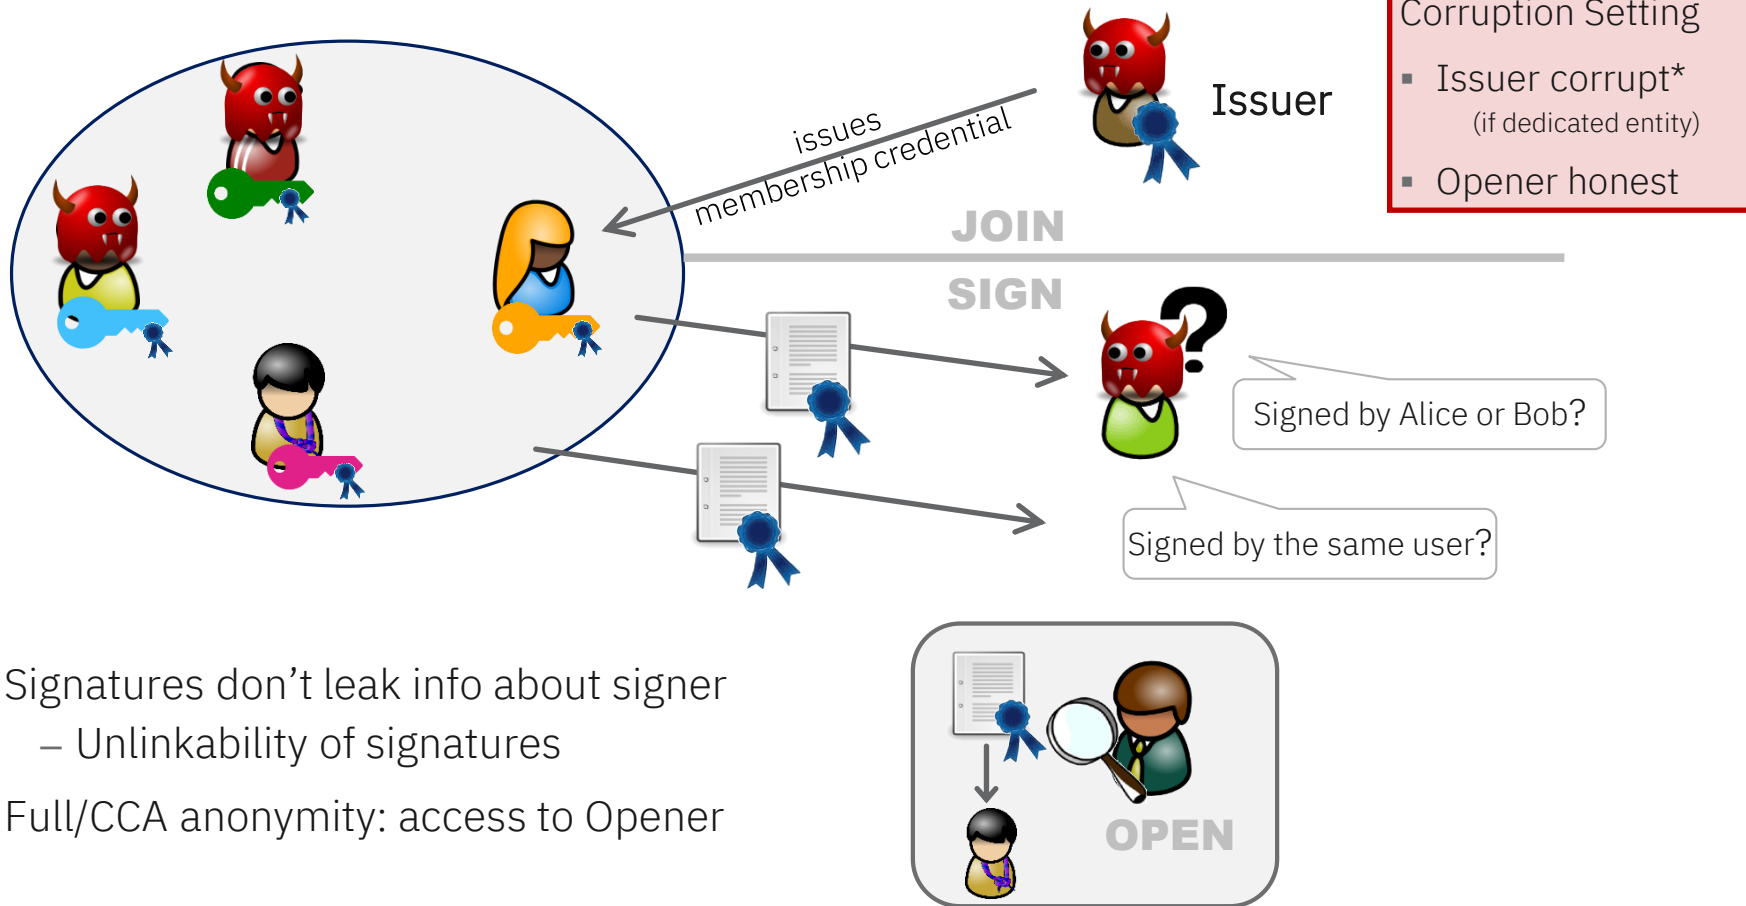 Corruption Setting
▪ Issuer corrupt*
(if dedicated entity)
▪ Opener honest
Issuer
issues
membership credential
JOIN
SIGN
Signed by Alice or Bob?
Signed by the same user?
Signatures don’t leak info about signer
– Unlinkability of signatures
Full/CCA anonymity: access to Opener
OPEN